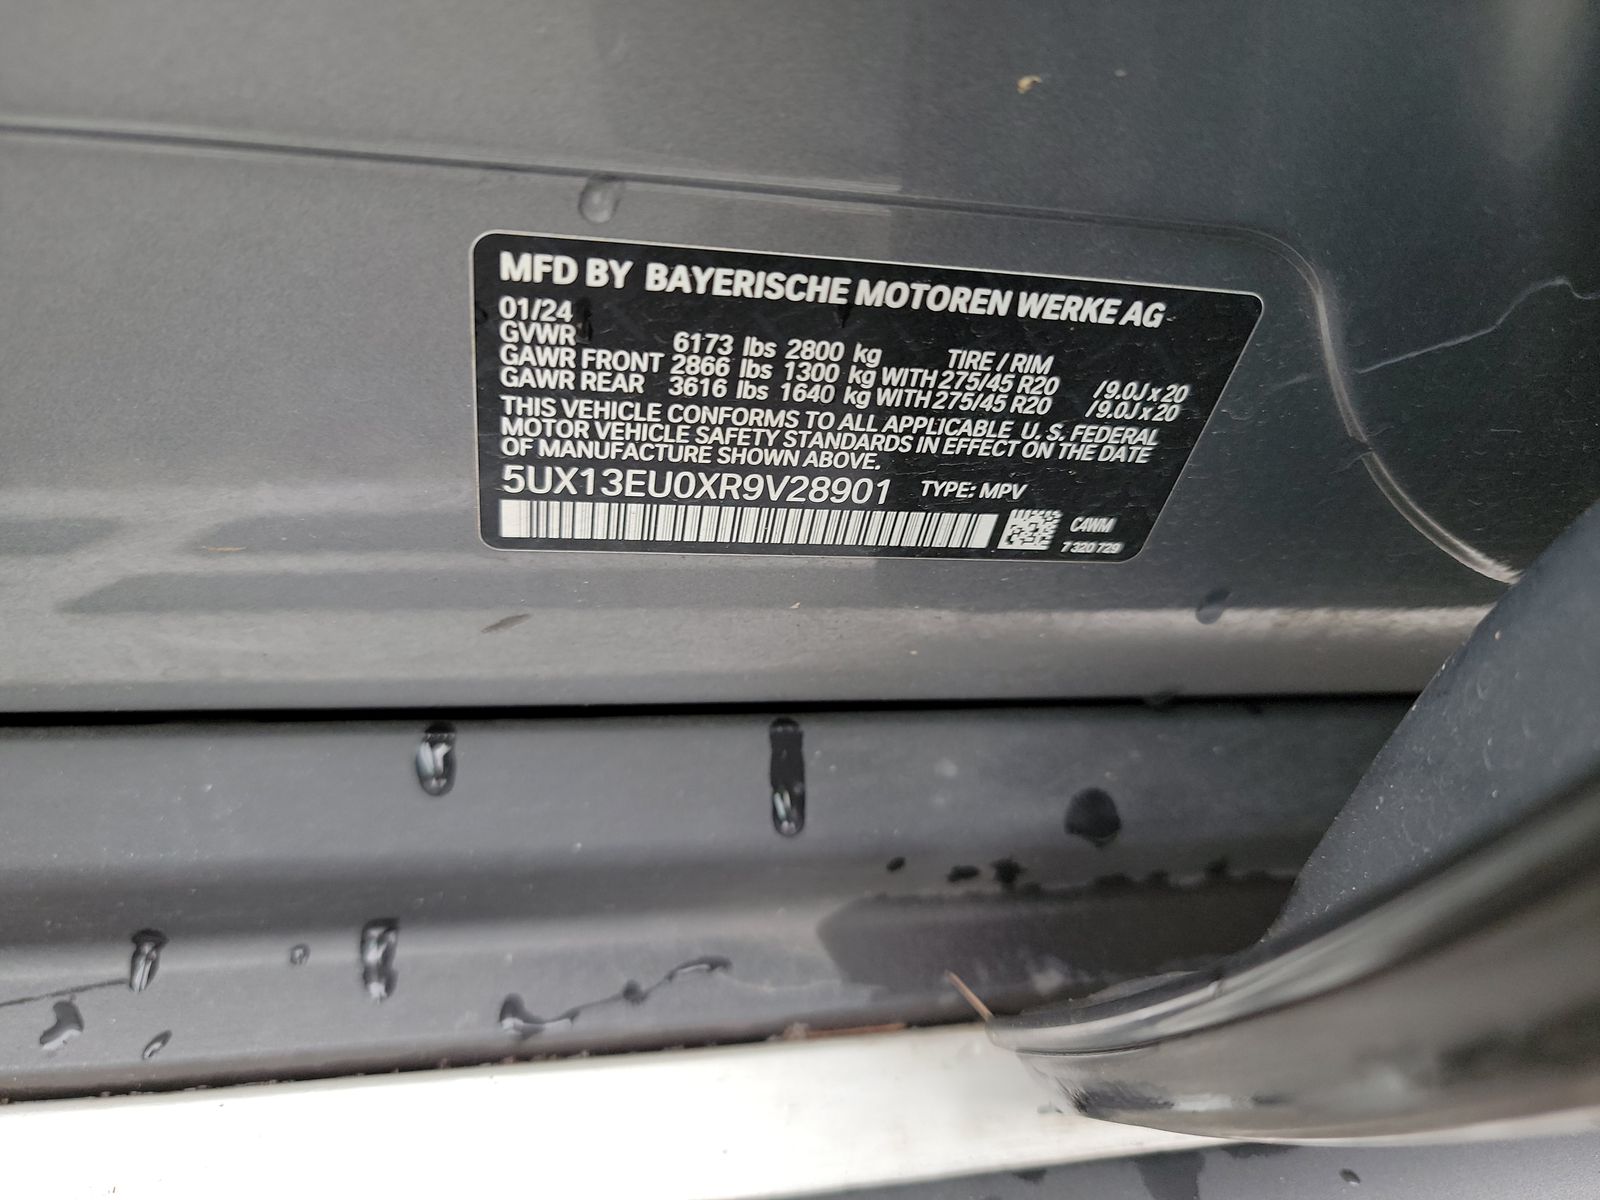 MFD BY BAYERISCHE MOTOREN WERKE AG
01/24
GVWR 6173 lbs 2800 kg TIRE / RIM
GAWR FRONT 2866 lbs 1300 kg WITH 275/45 R20 / 9.0J x 20
GAWR REAR 3616 lbs 1640 kg WITH 275/45 R20 / 9.0J x 20
THIS VEHICLE CONFORMS TO ALL APPLICABLE U. S. FEDERAL
MOTOR VEHICLE SAFETY STANDARDS IN EFFECT ON THE DATE
OF MANUFACTURE SHOWN ABOVE.
5UX13EU0XR9V28901 TYPE: MPV
C4WM
7 320 729